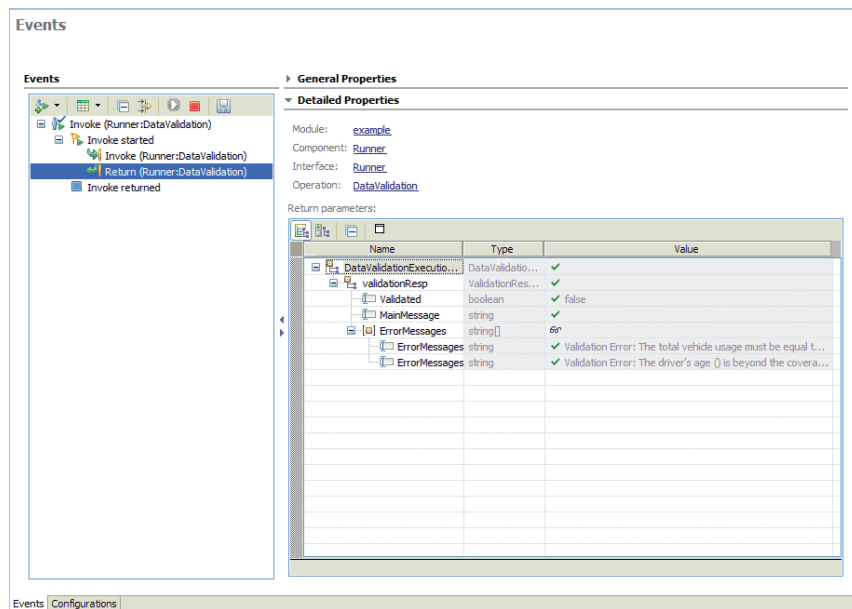 Events
Events
General Properties
Detailed Properties
Invoke (Runner:DataValidation)
Invoke started
Invoke (Runner:DataValidation)
Return (Runner:DataValidation)
Invoke returned
Module: example
Component: Runner
Interface: Runner
Operation: DataValidation
Return parameters:
Name Type Value
DataValidationExecutio... DataValidatio...
validationResp ValidationRes...
Validated boolean false
MainMessage string
ErrorMessages string[]
ErrorMessages string Validation Error: The total vehicle usage must be equal t...
ErrorMessages string Validation Error: The driver's age () is beyond the covera...
Events Configurations